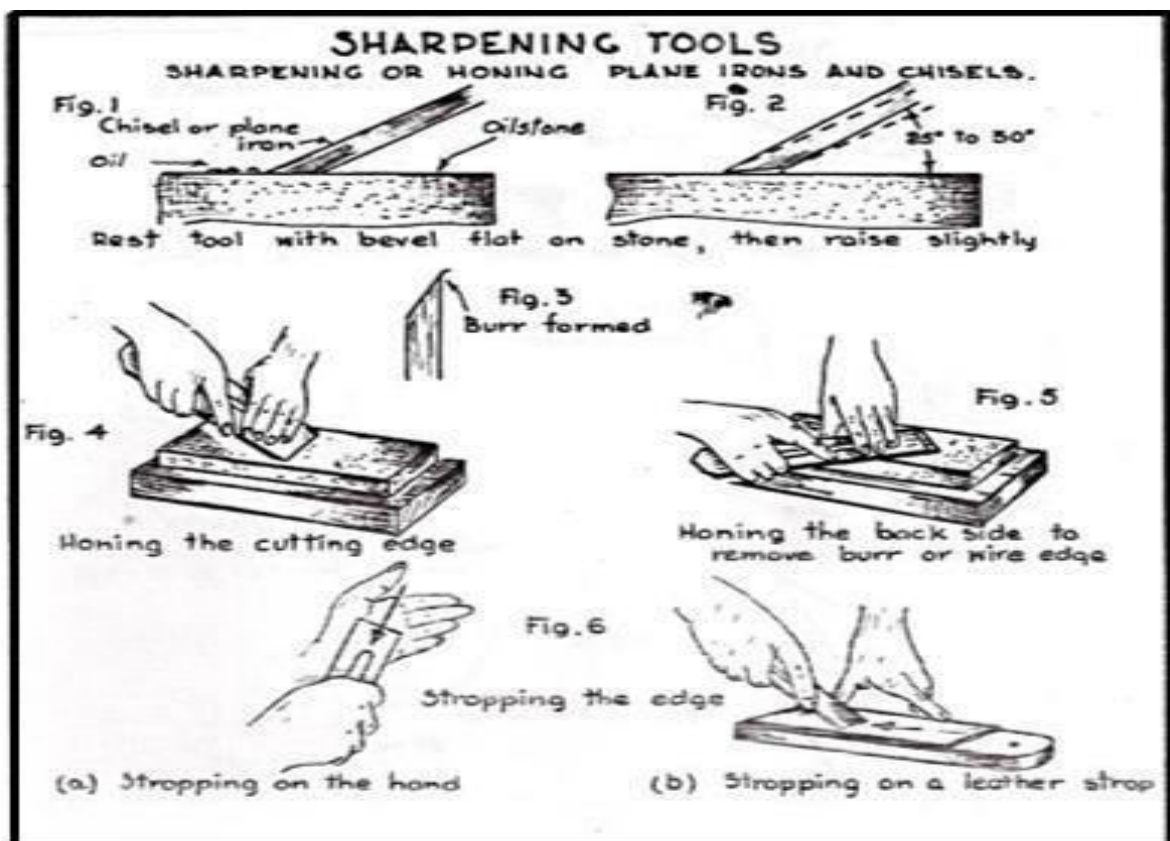 SHARPENING TOOLS
SHARPENING OR HONING PLANE IRONS AND CHISELS.
Fig. 1
Chisel or plane
iron
Oil
Oilstone
Fig. 2
25° to 30°
Rest tool with bevel flat on stone, then raise slightly
Fig. 3
Burr formed
Fig. 4
Honing the cutting edge
Fig. 5
Honing the back side to
remove burr or wire edge
Fig. 6
Stropping the edge
(a) Stropping on the hand
(b) Stropping on a leather strop